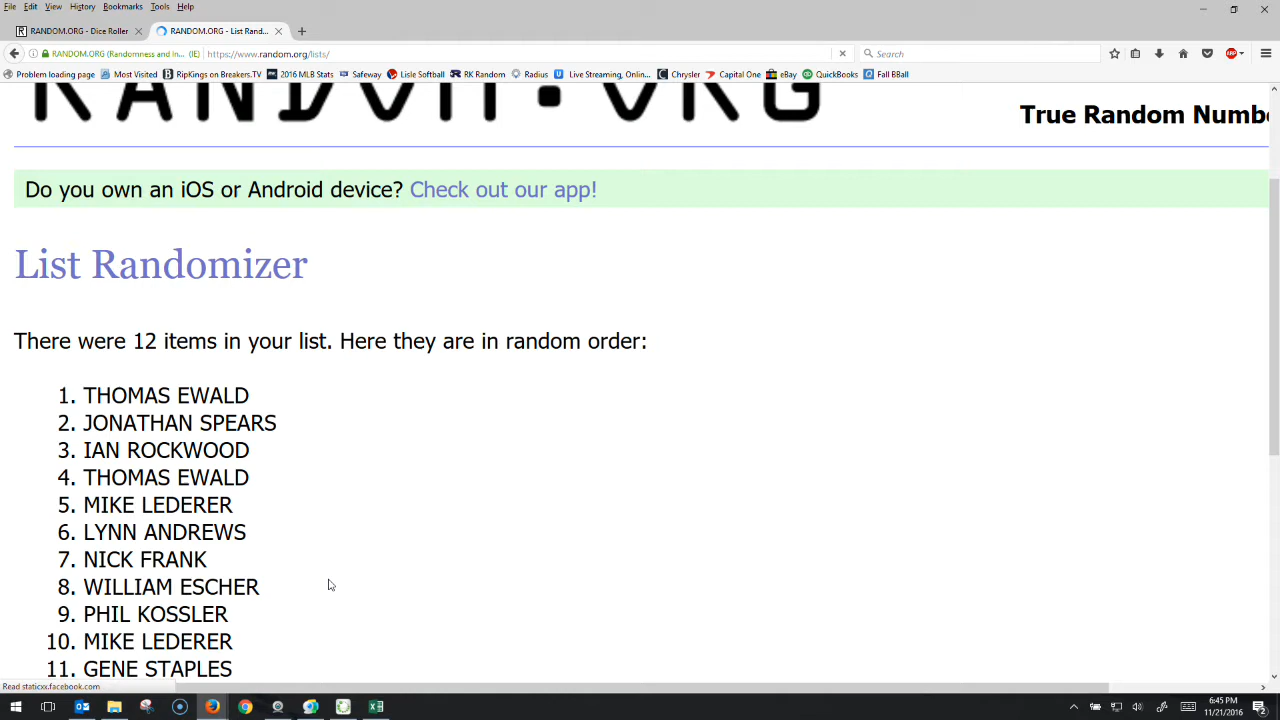 File Edit View History Bookmarks Tools Help
RANDOM.ORG - Dice Roller
RANDOM.ORG - List Rand...
RANDOM.ORG (Randomness and In... (IE) https://www.random.org/lists/
Search
Problem loading page Most Visited RipKings on Breakers.TV 2016 MLB Stats Safeway Lisle Softball RK Random Radius Live Streaming, Onlin... Chrysler Capital One eBay QuickBooks Fall BBall
RANDOM.ORG
True Random Numb
Do you own an iOS or Android device? Check out our app!
List Randomizer
There were 12 items in your list. Here they are in random order:
1. THOMAS EWALD
2. JONATHAN SPEARS
3. IAN ROCKWOOD
4. THOMAS EWALD
5. MIKE LEDERER
6. LYNN ANDREWS
7. NICK FRANK
8. WILLIAM ESCHER
9. PHIL KOSSLER
10. MIKE LEDERER
11. GENE STAPLES
Read staticxx.facebook.com
6:45 PM
11/21/2016